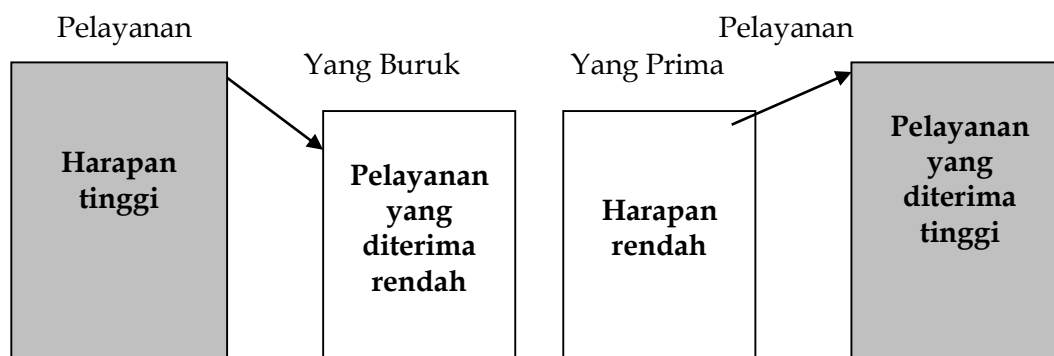 Pelayanan
Yang Buruk
Harapan
tinggi
Pelayanan
yang
diterima
rendah
Pelayanan
Yang Prima
Harapan
rendah
Pelayanan
yang
diterima
tinggi